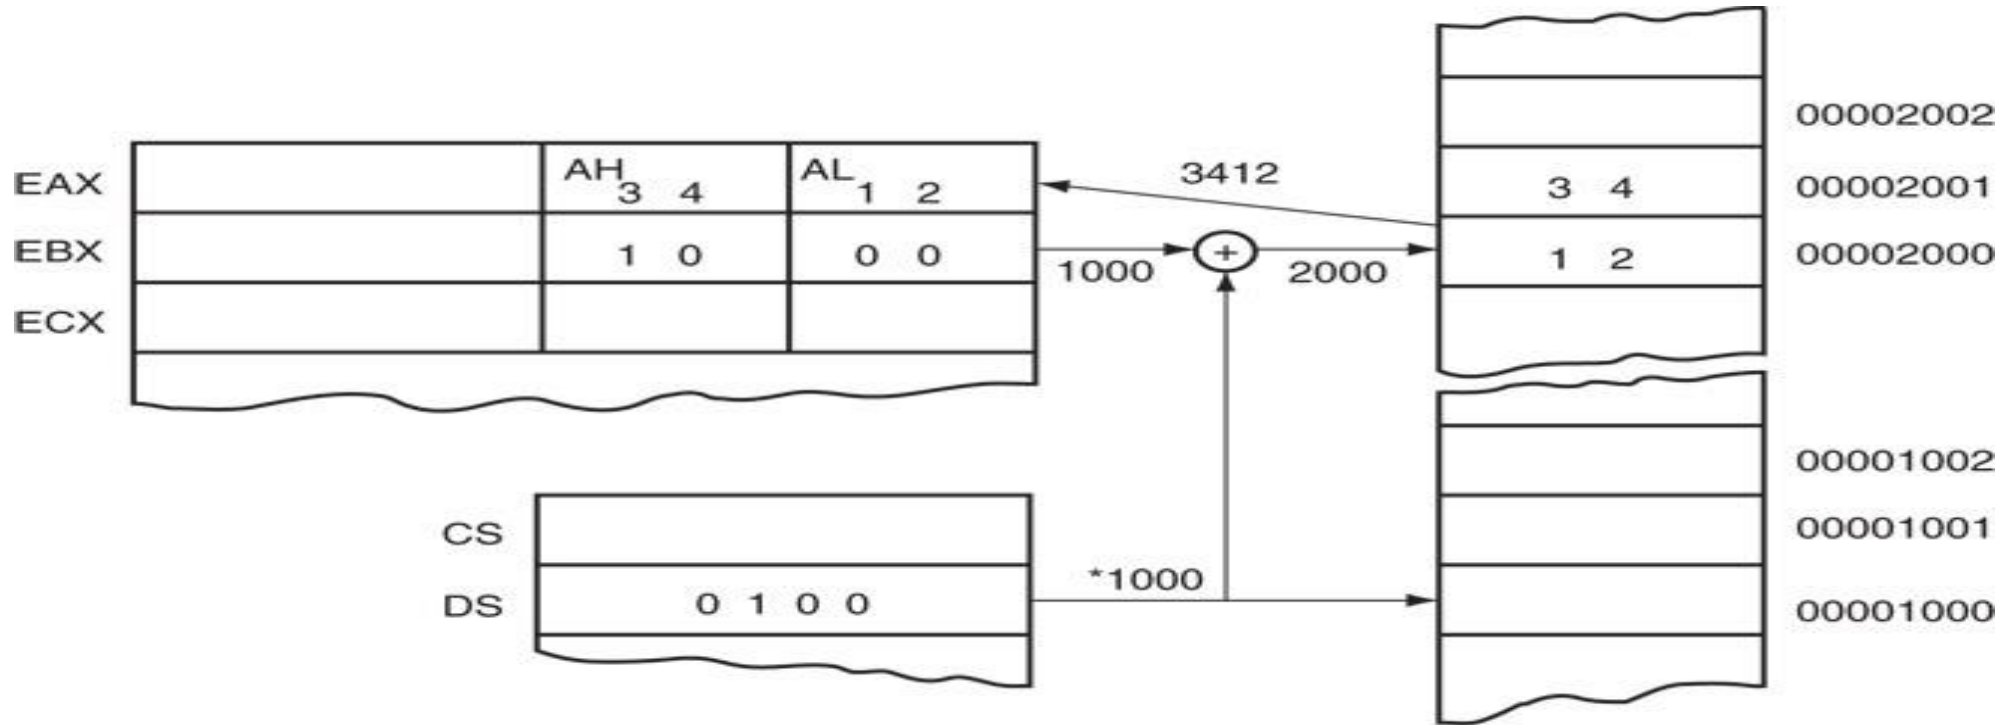 00002002
EAX AH 3 4 AL 1 2 3412 3 4 00002001
EBX 1 0 0 0 1000 + 2000 1 2 00002000
ECX
00001002
CS 00001001
DS 0 1 0 0 *1000 00001000